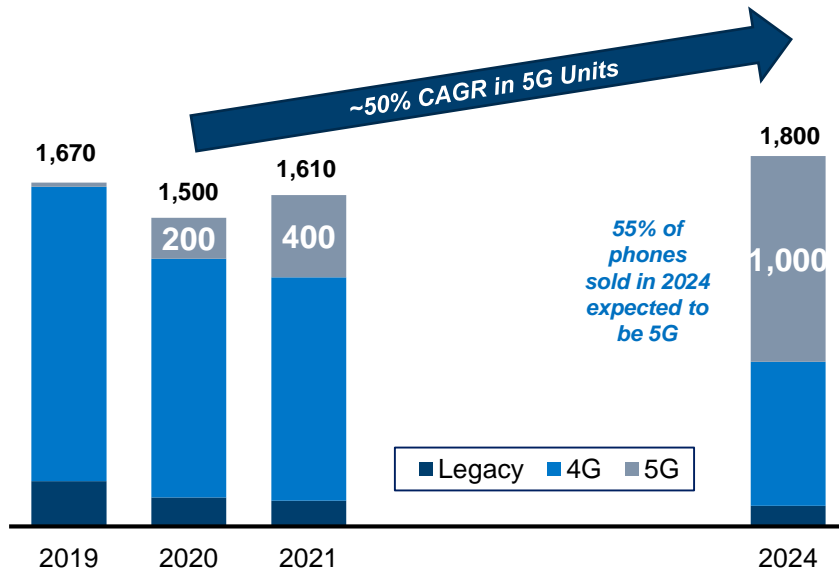 ~50% CAGR in 5G Units
1,670
1,500
1,610
1,800
200
400
1,000
55% of
phones
sold in 2024
expected to
be 5G
Legacy 4G 5G
2019 2020 2021 2024